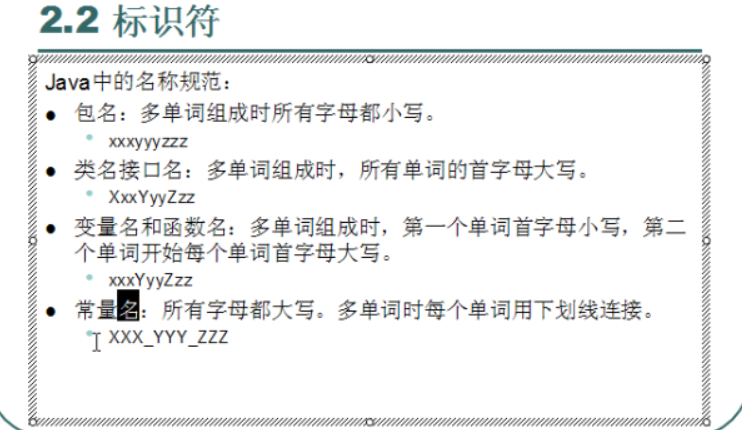 2.2 标识符
Java中的名称规范：
● 包名：多单词组成时所有字母都小写。
• xxxyyyzzz
● 类名接口名：多单词组成时，所有单词的首字母大写。
• XxxYyyZzz
● 变量名和函数名：多单词组成时，第一个单词首字母小写，第二
个单词开始每个单词首字母大写。
• xxxYyyZzz
● 常量名：所有字母都大写。多单词时每个单词用下划线连接。
• XXX_YYY_ZZZ